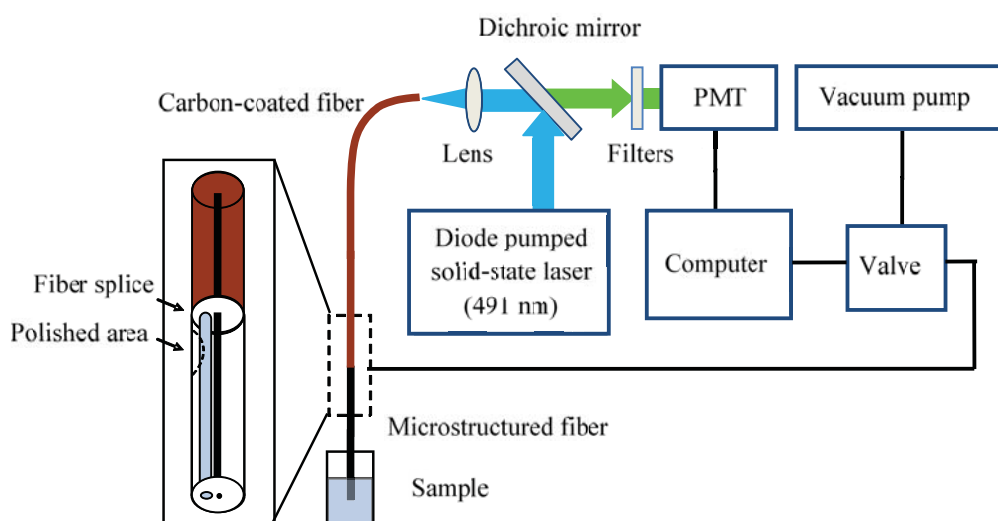 Dichroic mirror
Carbon-coated fiber
Lens
Filters
PMT
Vacuum pump
Diode pumped
solid-state laser
(491 nm)
Computer
Valve
Fiber splice
Polished area
Microstructured fiber
Sample